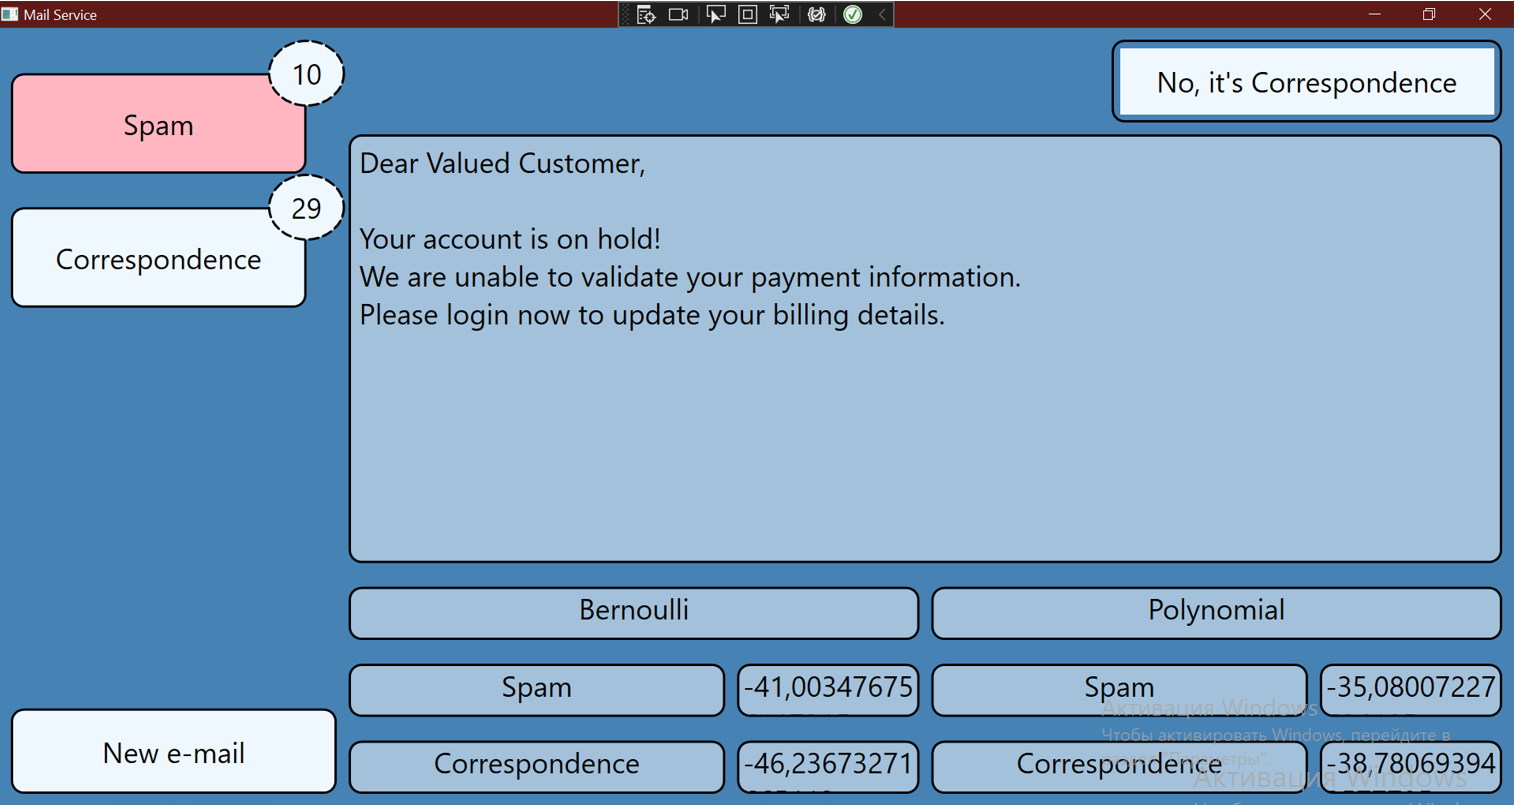 Mail Service
10
Spam
No, it's Correspondence
29
Correspondence
Dear Valued Customer,
Your account is on hold!
We are unable to validate your payment information.
Please login now to update your billing details.
Bernoulli
Polynomial
Spam
-41,00347675
Spam
-35,08007227
Correspondence
-46,23673271
Correspondence
-38,78069394
New e-mail
Активация Windows
Чтобы активировать Windows, перейдите в
"Параметры".
Активация Windows